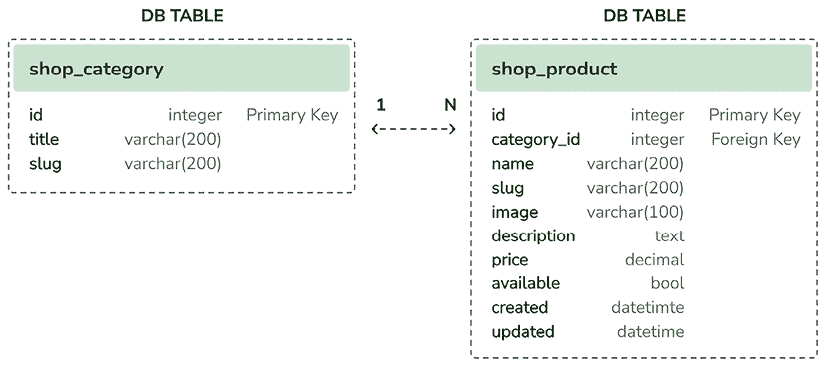 DB TABLE
shop_category
id integer Primary Key
title varchar(200)
slug varchar(200)
1 N
DB TABLE
shop_product
id integer Primary Key
category_id integer Foreign Key
name varchar(200)
slug varchar(200)
image varchar(100)
description text
price decimal
available bool
created datetimte
updated datetime